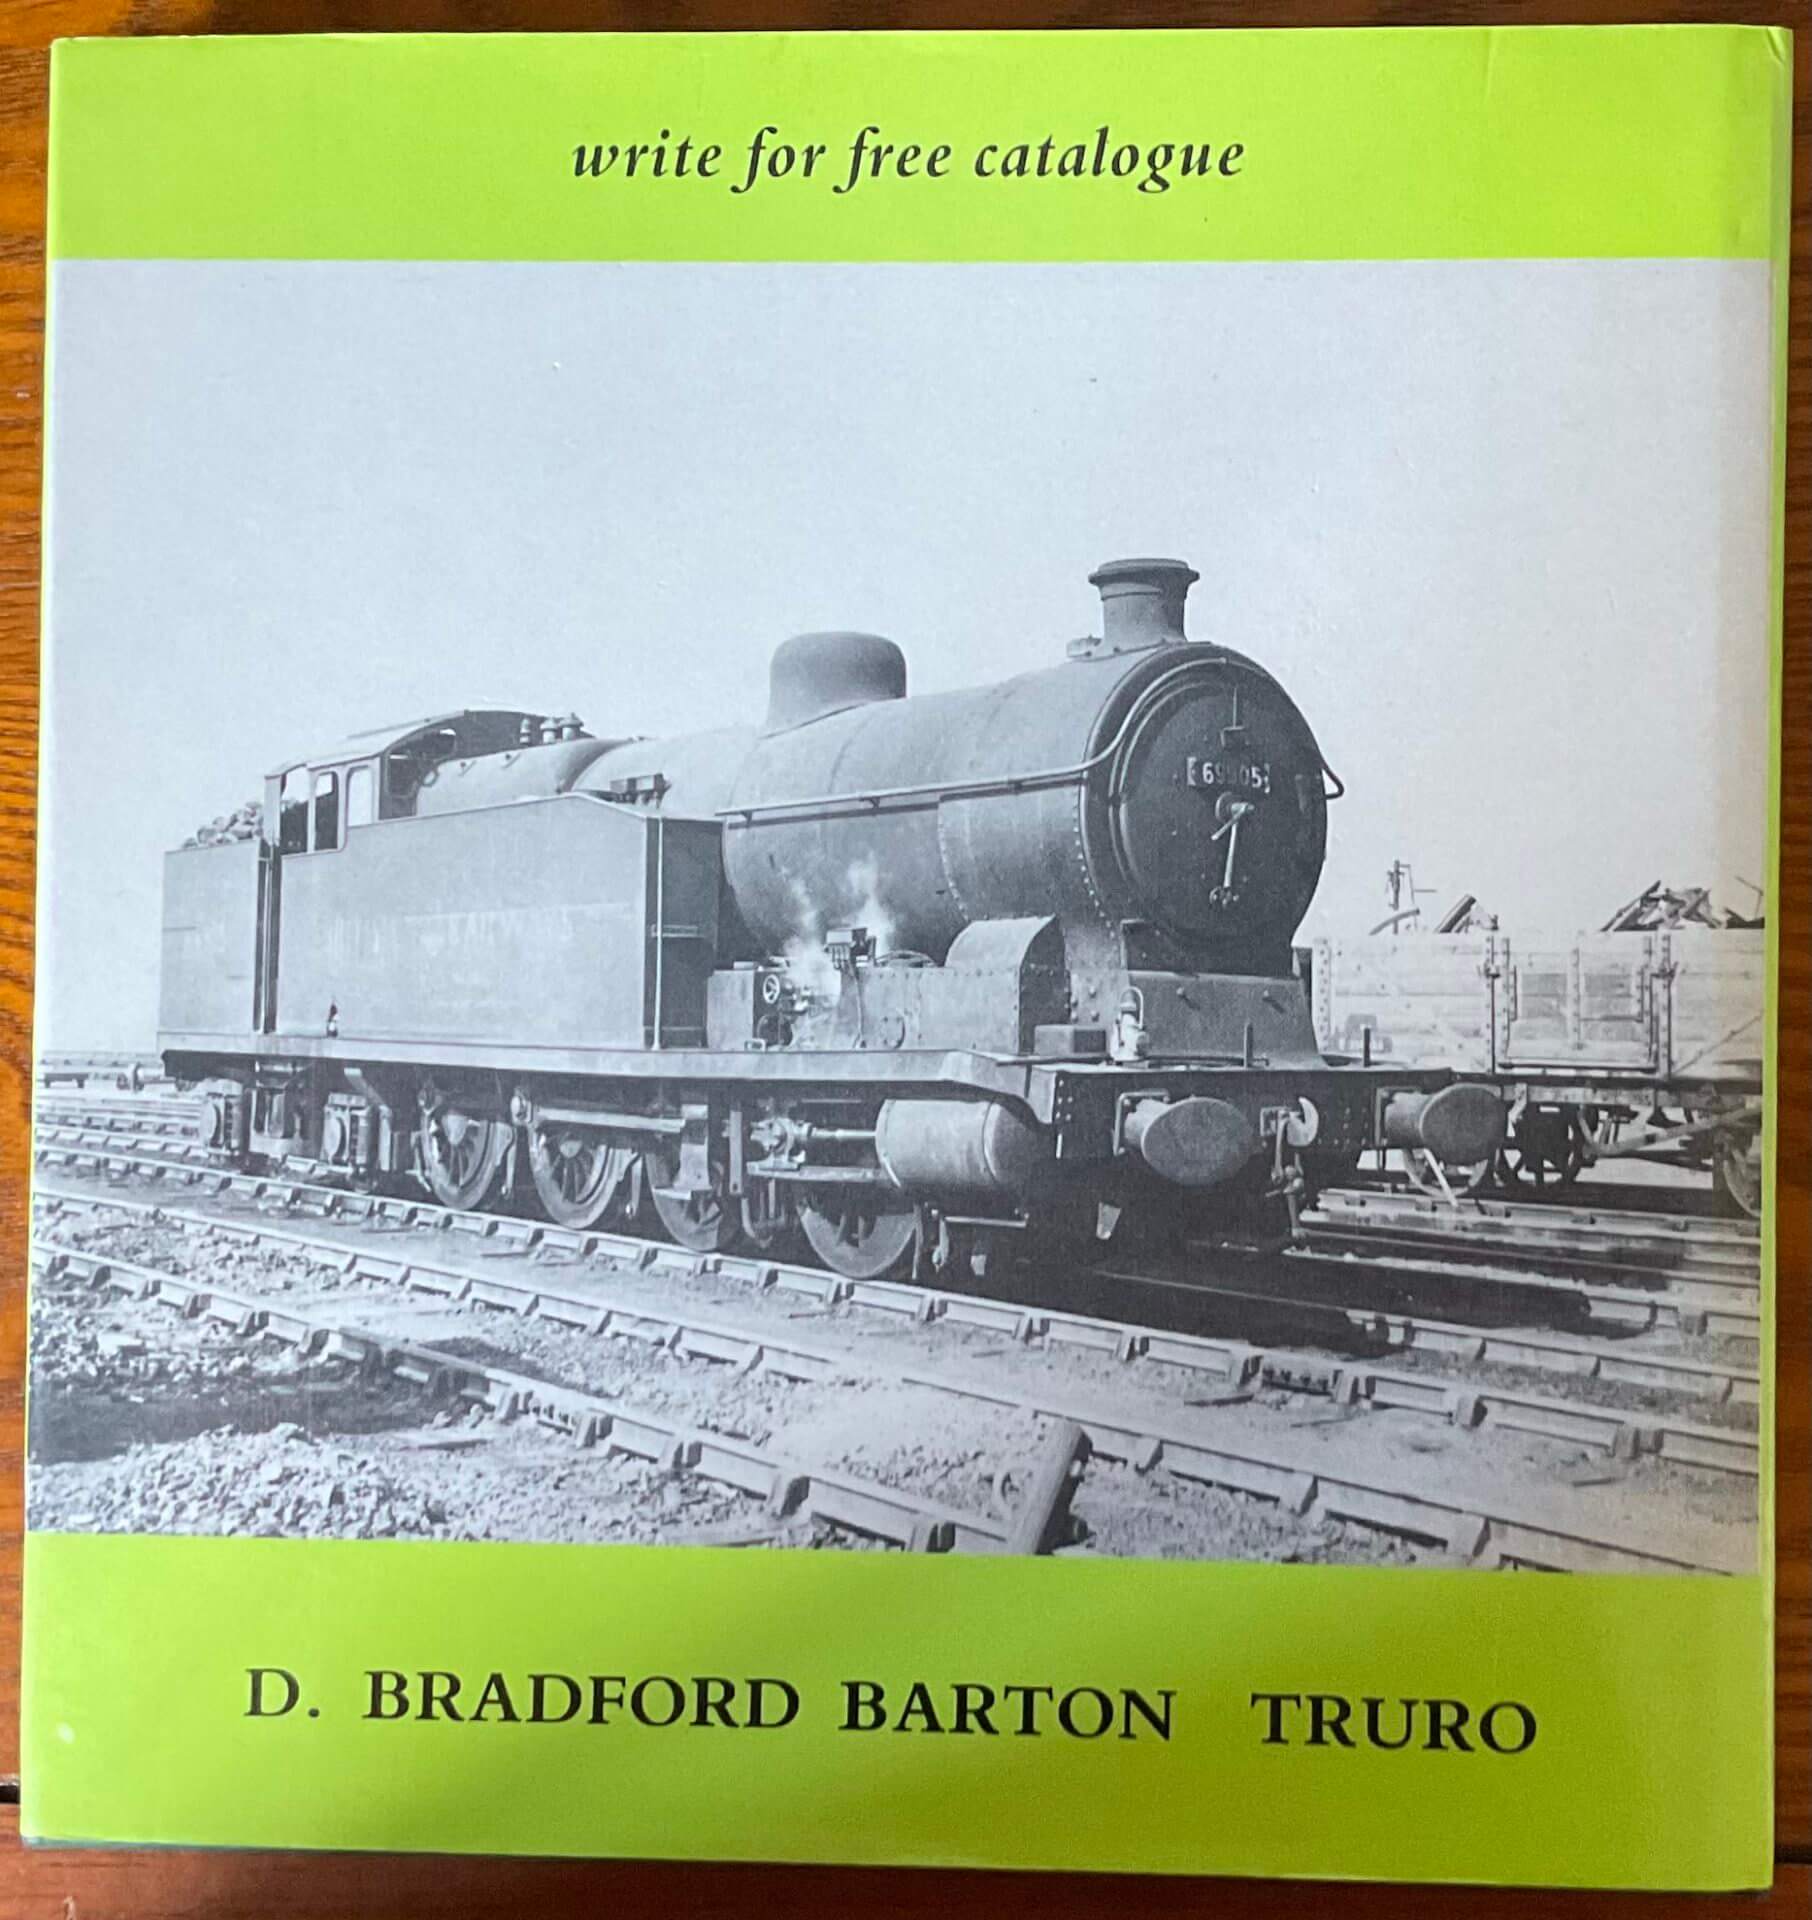 write for free catalogue
69905
D. BRADFORD BARTON TRURO